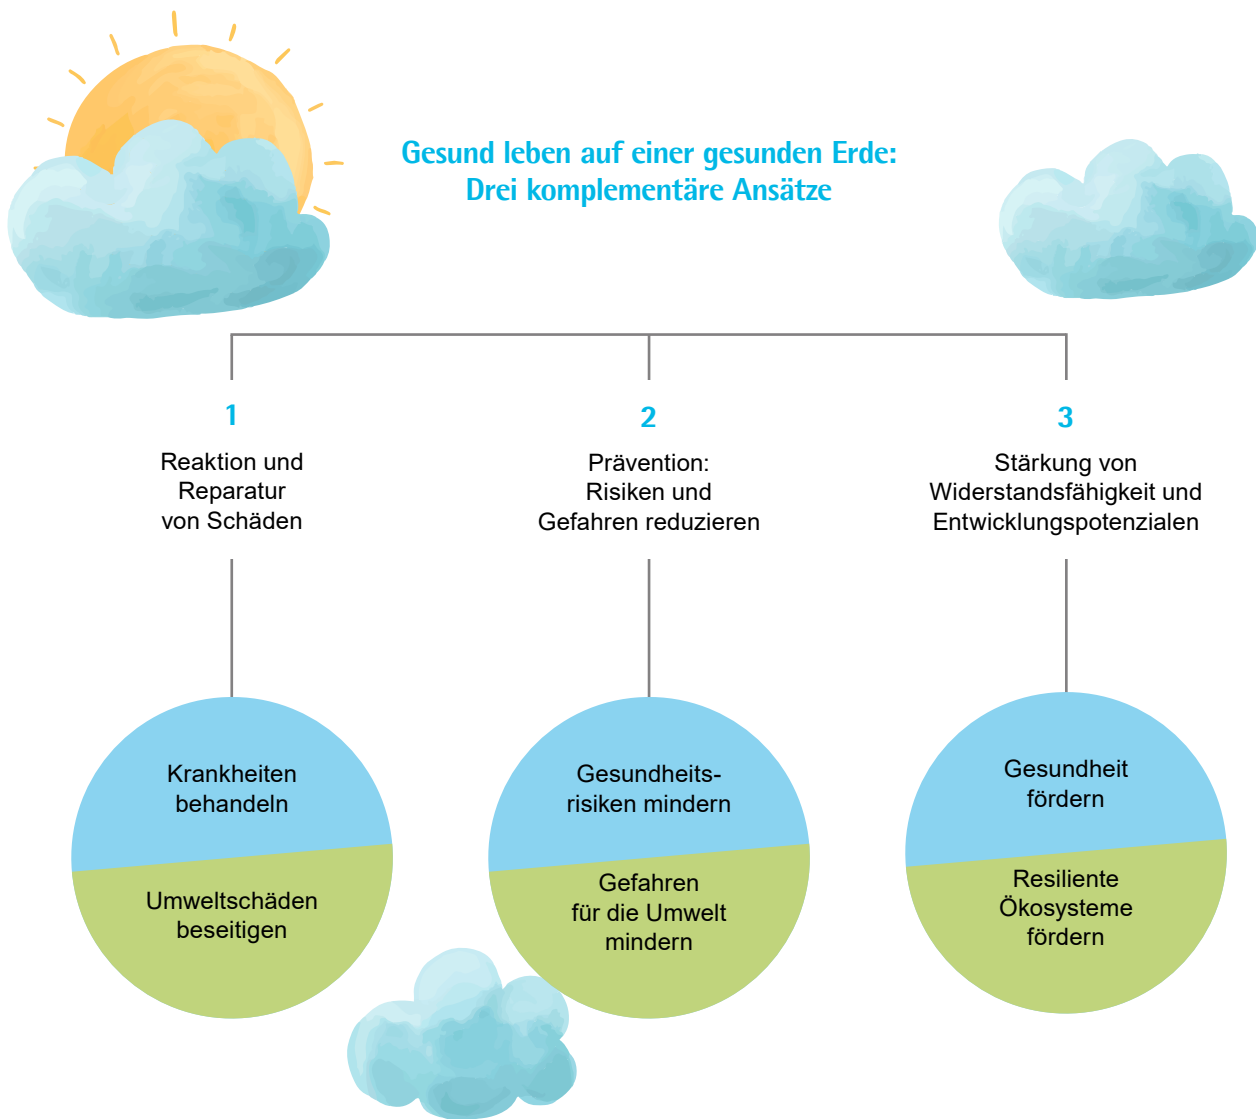 Gesund leben auf einer gesunden Erde:
Drei komplementäre Ansätze
1
Reaktion und
Reparatur
von Schäden
2
Prävention:
Risiken und
Gefahren reduzieren
3
Stärkung von
Widerstandsfähigkeit und
Entwicklungspotenzialen
Krankheiten
behandeln
Umweltschäden
beseitigen
Gesundheits-
risiken mindern
Gefahren
für die Umwelt
mindern
Gesundheit
fördern
Resiliente
Ökosysteme
fördern